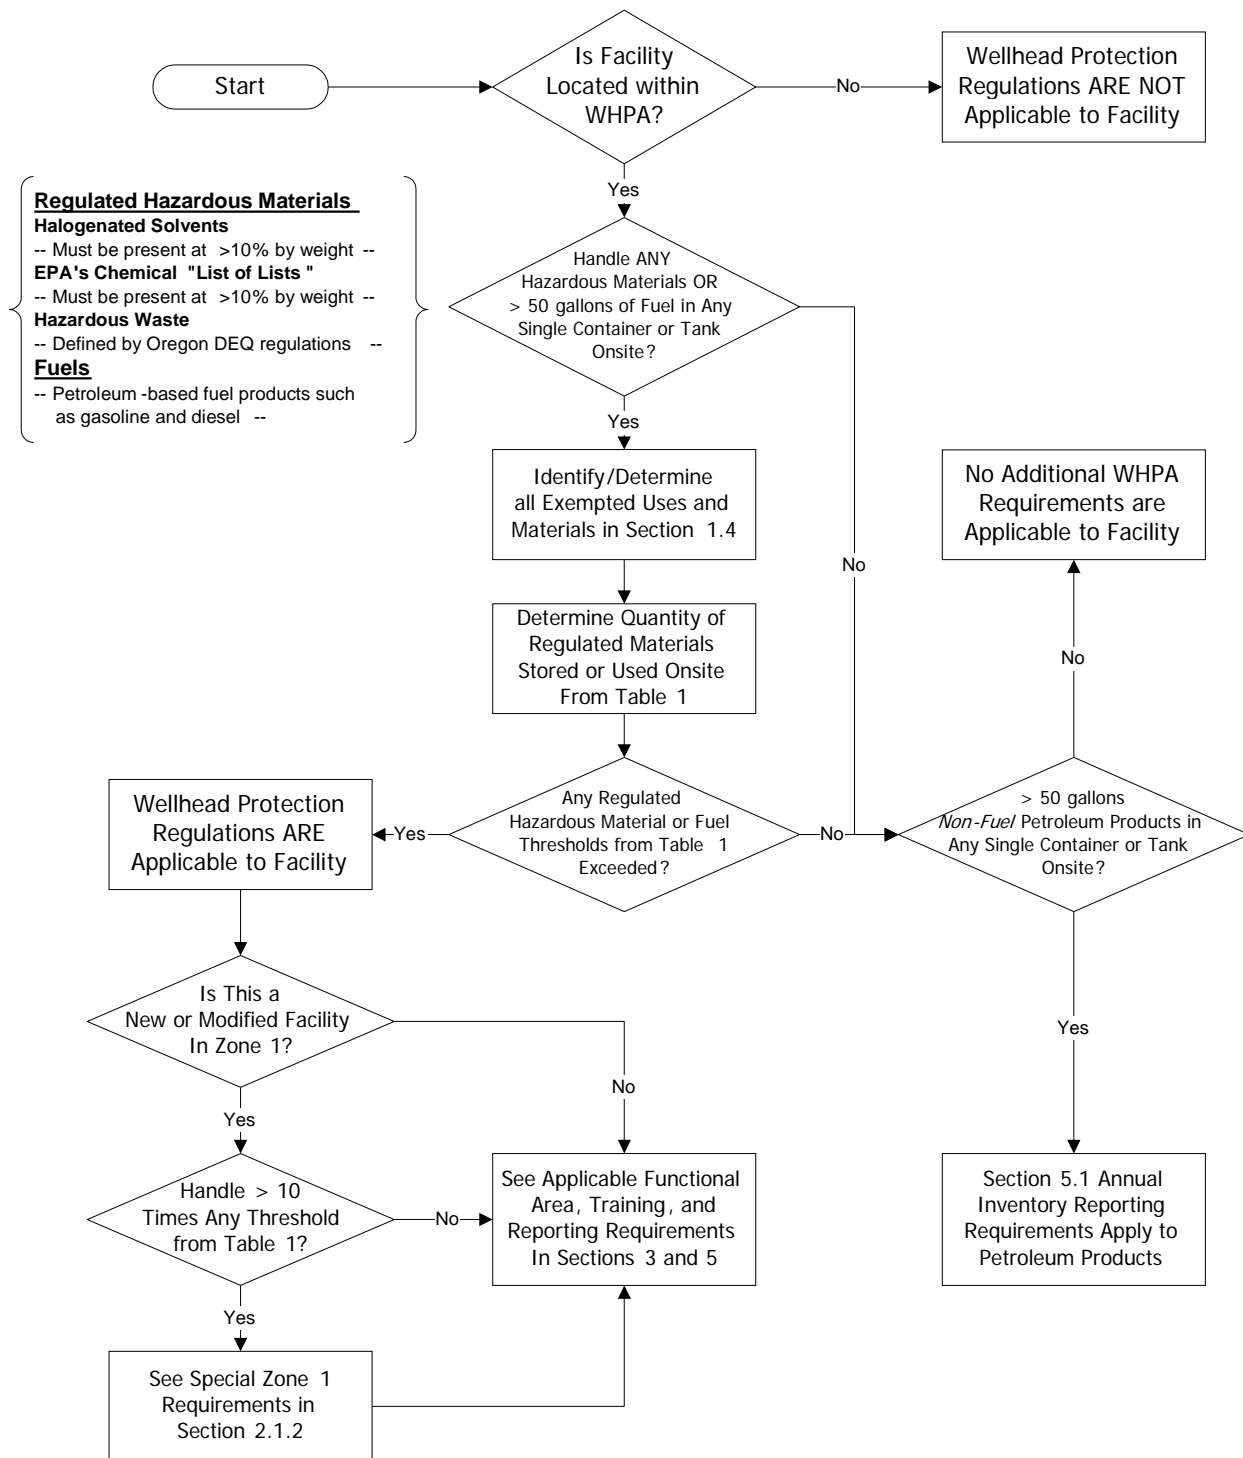 Start
Is Facility
Located within
WHPA?
No
Wellhead Protection
Regulations ARE NOT
Applicable to Facility
Yes
Regulated Hazardous Materials
Halogenated Solvents
-- Must be present at >10% by weight --
EPA's Chemical "List of Lists"
-- Must be present at >10% by weight --
Hazardous Waste
-- Defined by Oregon DEQ regulations --
Fuels
-- Petroleum-based fuel products such
as gasoline and diesel --
Handle ANY
Hazardous Materials OR
> 50 gallons of Fuel in Any
Single Container or Tank
Onsite?
Yes
No
Identify/Determine
all Exempted Uses and
Materials in Section 1.4
No Additional WHPA
Requirements are
Applicable to Facility
Determine Quantity of
Regulated Materials
Stored or Used Onsite
From Table 1
No
Wellhead Protection
Regulations ARE
Applicable to Facility
Yes
Any Regulated
Hazardous Material or Fuel
Thresholds from Table 1
Exceeded?
No
> 50 gallons
Non-Fuel Petroleum Products in
Any Single Container or Tank
Onsite?
Is This a
New or Modified Facility
In Zone 1?
No
Yes
Yes
Handle > 10
Times Any Threshold
from Table 1?
No
See Applicable Functional
Area, Training, and
Reporting Requirements
In Sections 3 and 5
Section 5.1 Annual
Inventory Reporting
Requirements Apply to
Petroleum Products
Yes
See Special Zone 1
Requirements in
Section 2.1.2